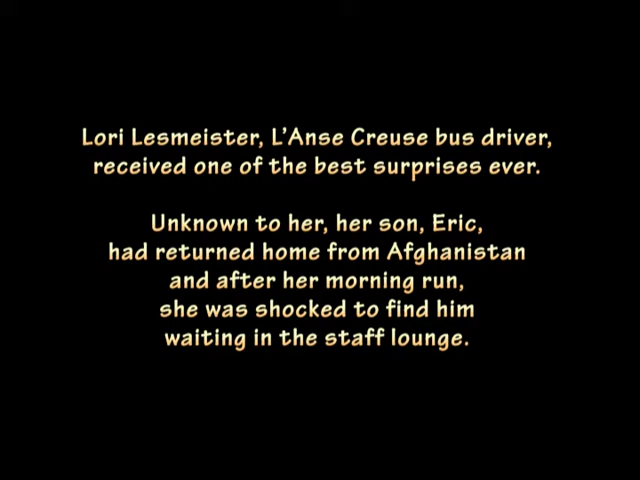 Lori Lesmeister, L’Anse Creuse bus driver,
received one of the best surprises ever.
Unknown to her, her son, Eric,
had returned home from Afghanistan
and after her morning run,
she was shocked to find him
waiting in the staff lounge.